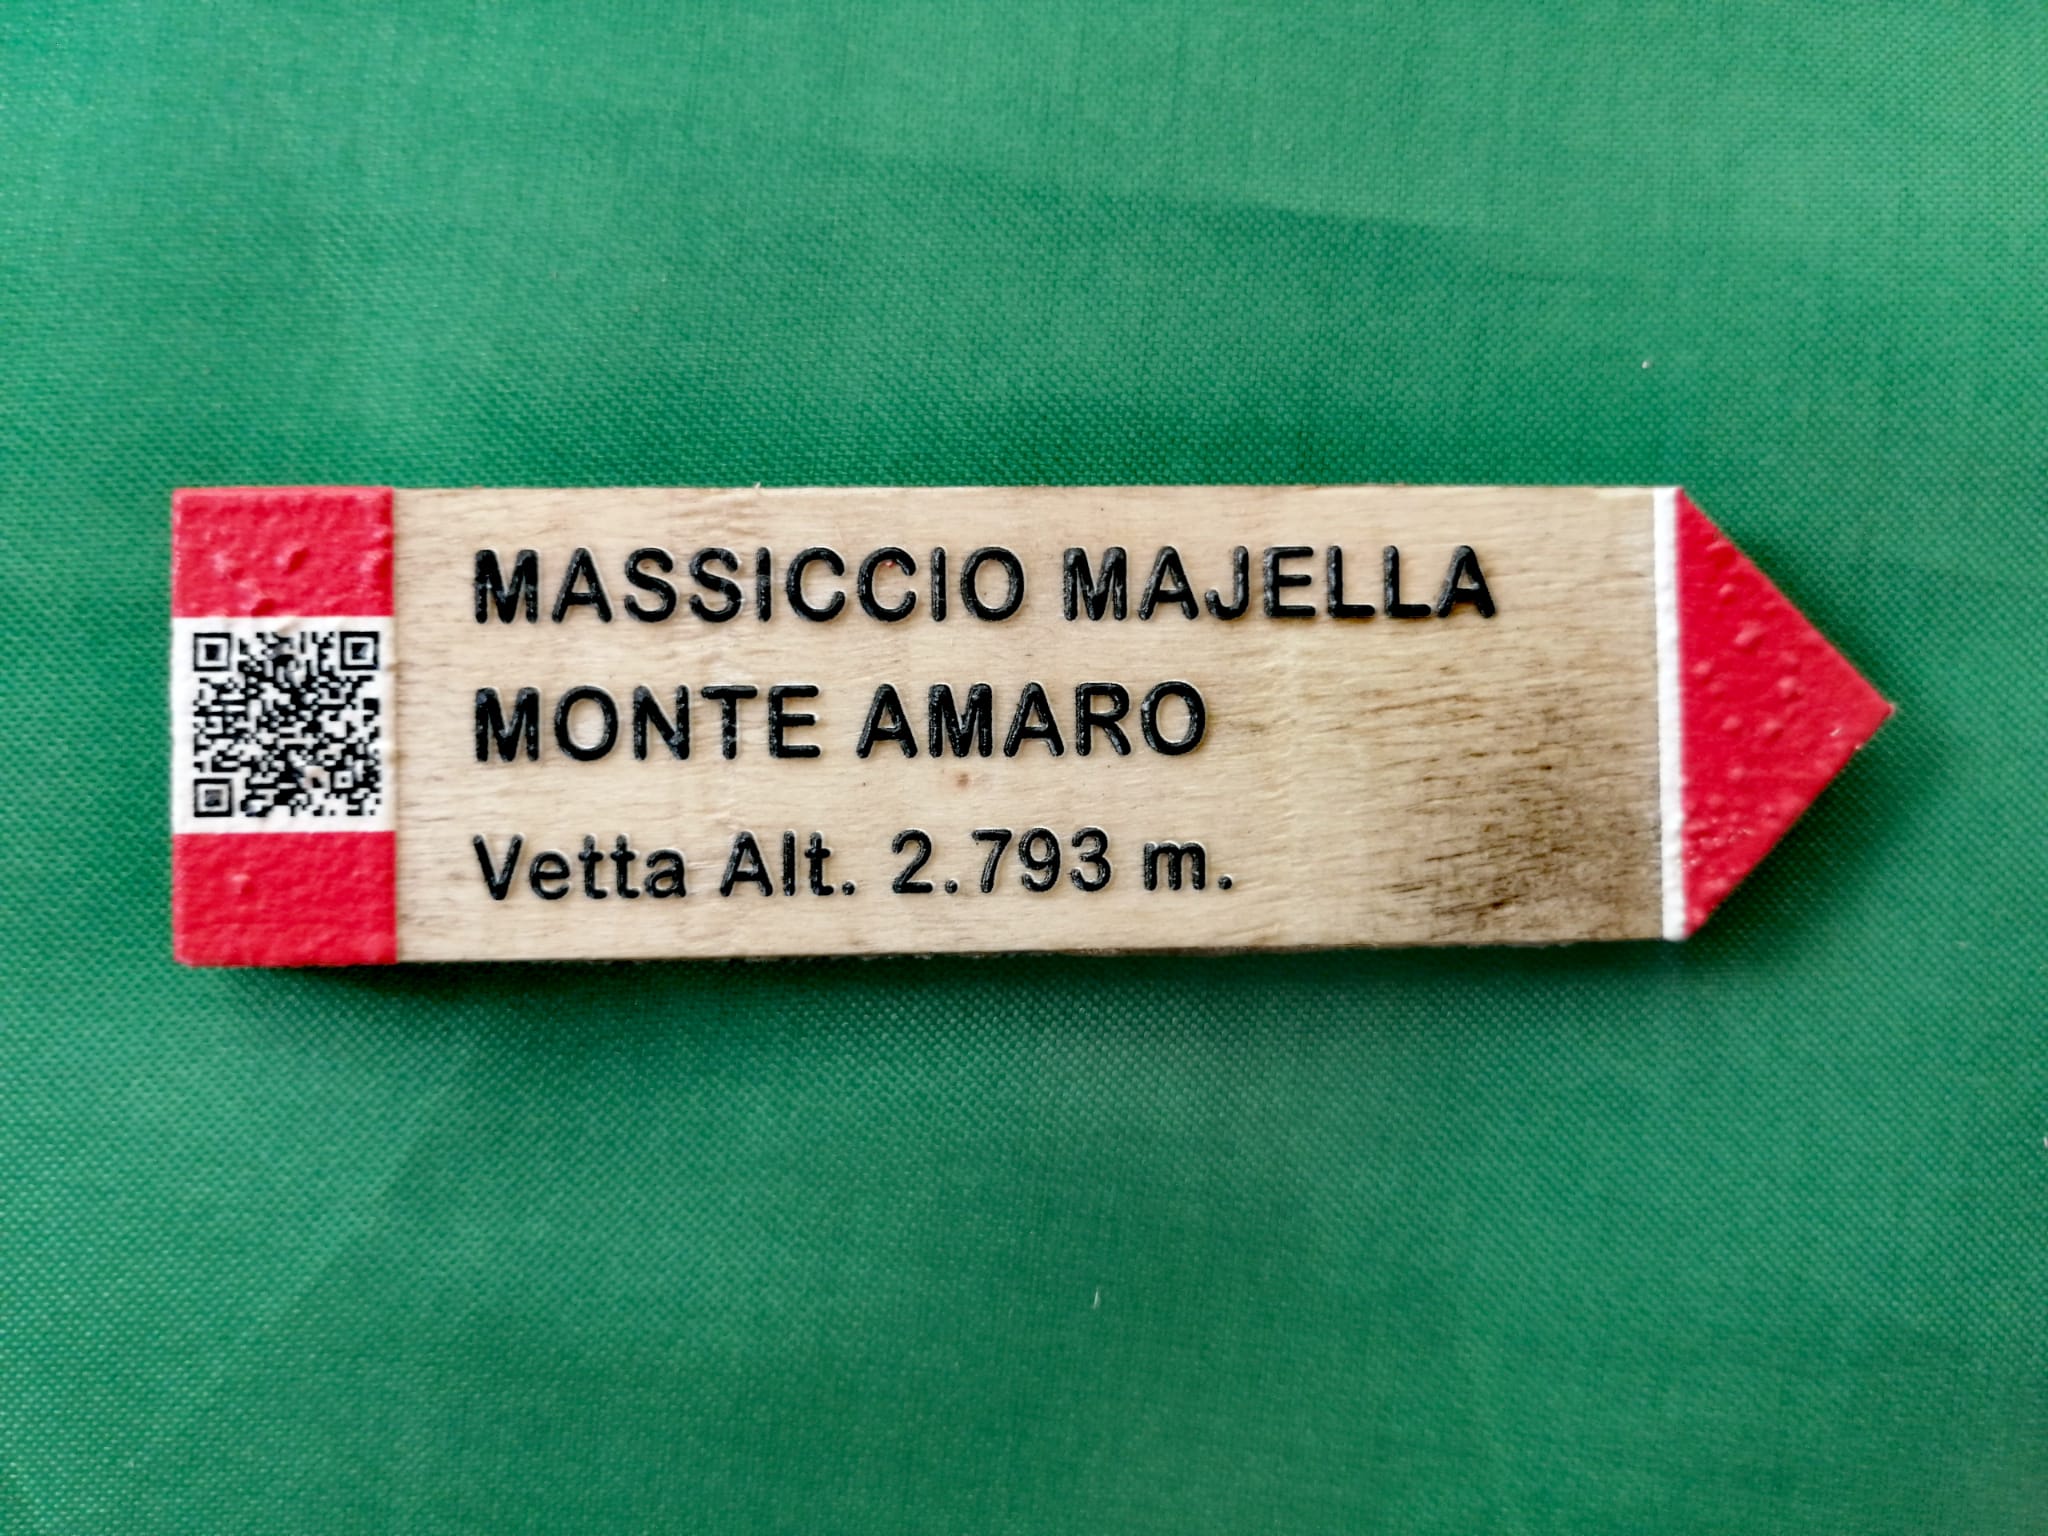 MASSICCIO MAJELLA
MONTE AMARO
Vetta Alt. 2.793 m.